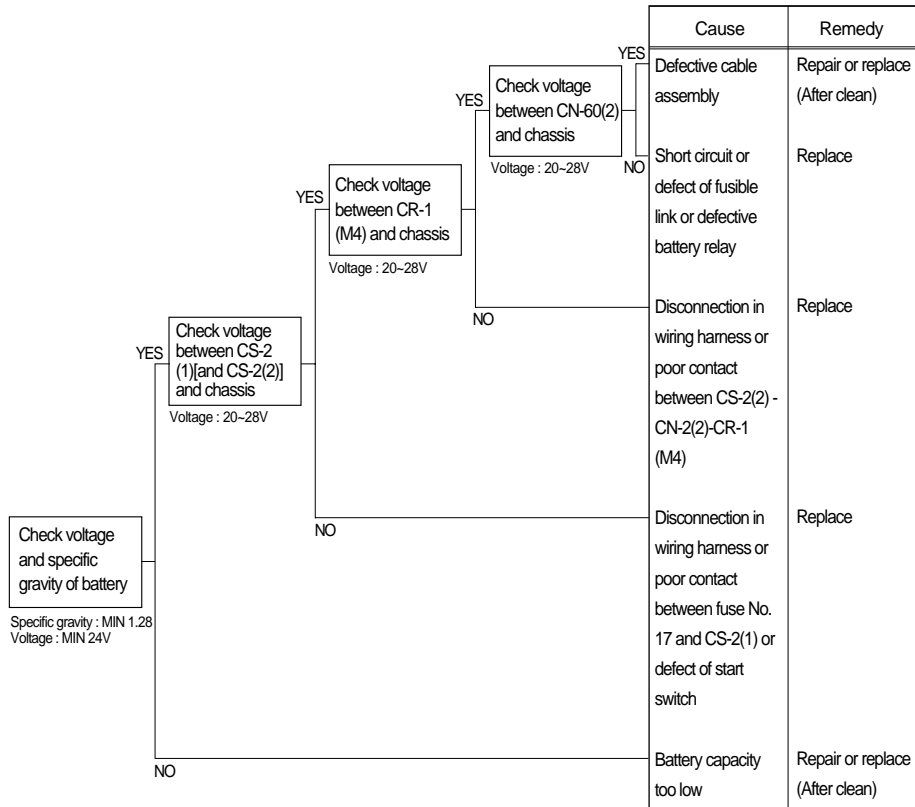 Cause
Remedy
YES
Defective cable
assembly
Repair or replace
(After clean)
YES
Check voltage
between CN-60(2)
and chassis
Voltage : 20~28V
NO
Short circuit or
defect of fusible
link or defective
battery relay
Replace
YES
Check voltage
between CR-1
(M4) and chassis
Voltage : 20~28V
NO
Disconnection in
wiring harness or
poor contact
between CS-2(2) -
CN-2(2)-CR-1
(M4)
Replace
YES
Check voltage
between CS-2
(1)[and CS-2(2)]
and chassis
Voltage : 20~28V
NO
Disconnection in
wiring harness or
poor contact
between fuse No.
17 and CS-2(1) or
defect of start
switch
Replace
Check voltage
and specific
gravity of battery
Specific gravity : MIN 1.28
Voltage : MIN 24V
NO
Battery capacity
too low
Repair or replace
(After clean)